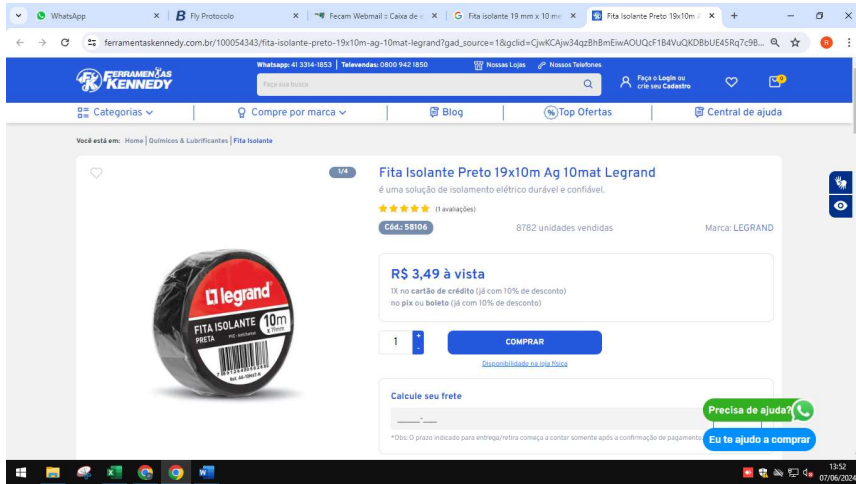 WhatsApp
Fly Protocolo
Fecam Webmail :: Caixa de e
Fita isolante 19 mm x 10 me
Fita Isolante Preto 19x10m A
ferramentaskennedy.com.br/100054343/fita-isolante-preto-19x10m-ag-10mat-legrand?gad_source=1&gclid=CjwKCAjw34qzBhBmEiwAOUQcF1B4VuQKDBbUE45Rq7c9B...
Whatsapp: 41 3314-1853 | Televendas: 0800 942 1850 Nossas Lojas Nossos Telefones
FERRAMENTAS KENNEDY
Faça sua busca
Faça o Login ou
crie seu Cadastro
0
Categorias
Compre por marca
Blog
Top Ofertas
Central de ajuda
Você está em: Home | Químicos & Lubrificantes | Fita Isolante
1/4
Fita Isolante Preto 19x10m Ag 10mat Legrand
é uma solução de isolamento elétrico durável e confiável.
(1 avaliações)
Cód.: 58106
8782 unidades vendidas
Marca: LEGRAND
legrand
FITA ISOLANTE
PRETA
10m
x 19mm
R$ 3,49 à vista
1X no cartão de crédito (já com 10% de desconto)
no pix ou boleto (já com 10% de desconto)
1
+
-
COMPRAR
Disponibilidade na loja física
Calcule seu frete
_____-___
*Obs: O prazo indicado para entrega/retira começa a contar somente após a confirmação de pagamento
Precisa de ajuda?
Eu te ajudo a comprar
13:52
07/06/2024